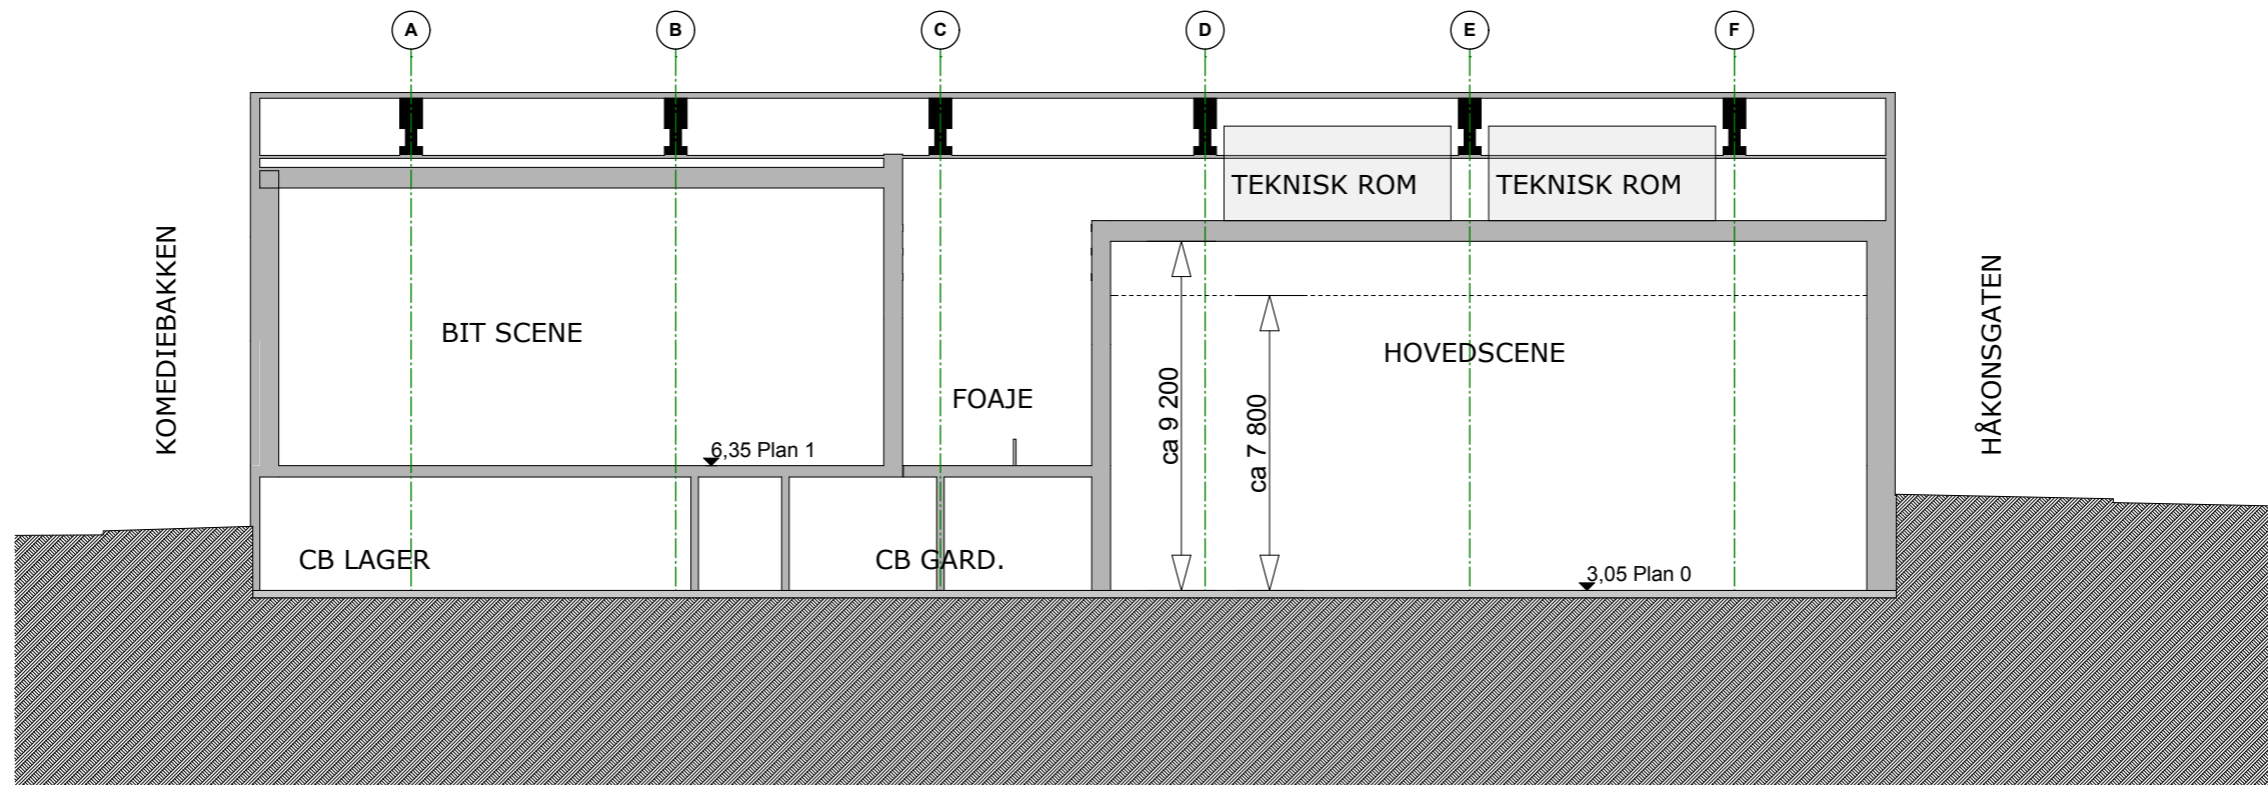 A
B
C
D
E
F
TEKNISK ROM
TEKNISK ROM
KOMEDIEBAKKEN
BIT SCENE
FOAJE
HOVEDSCENE
HÅKONSGATEN
ca 9 200
ca 7 800
6,35 Plan 1
CB LAGER
CB GARD.
3,05 Plan 0